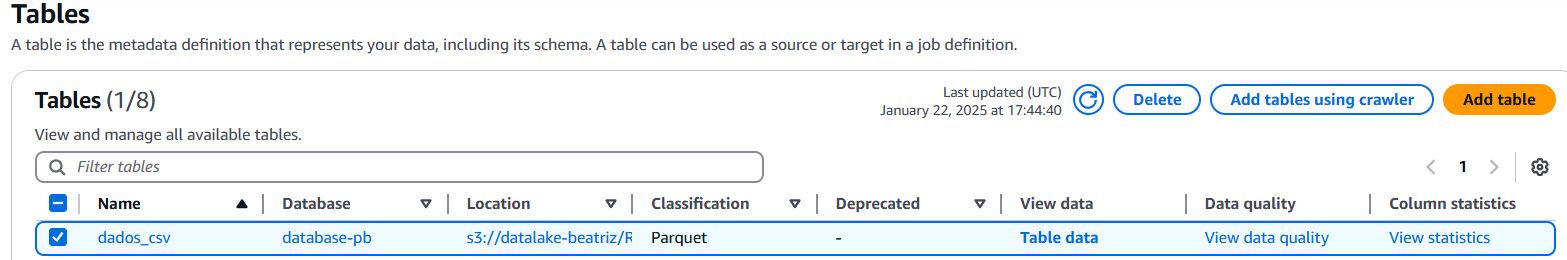 Tables
A table is the metadata definition that represents your data, including its schema. A table can be used as a source or target in a job definition.
Tables (1/8)
Last updated (UTC)
January 22, 2025 at 17:44:40
Delete
Add tables using crawler
Add table
View and manage all available tables.
Filter tables
1
Name Database Location Classification Deprecated View data Data quality Column statistics
dados_csv database-pb s3://datalake-beatriz/R Parquet - Table data View data quality View statistics